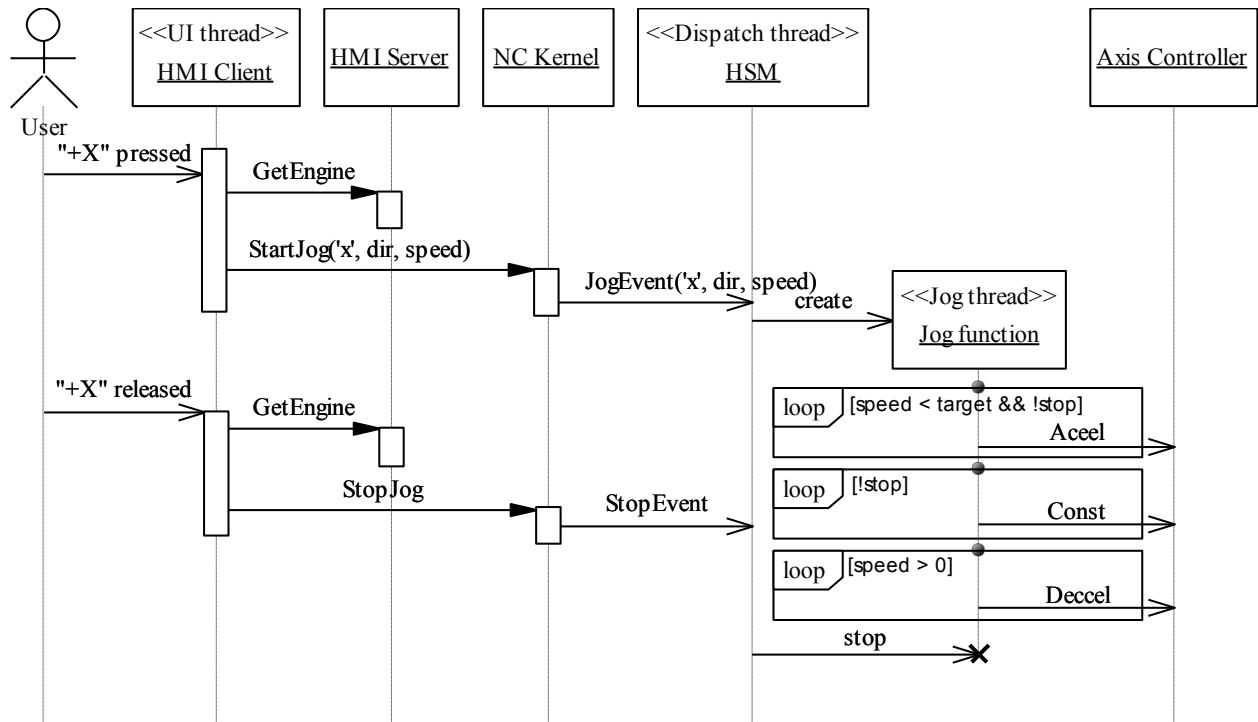 <<UI thread>>
HMI Client
HMI Server
NC Kernel
<<Dispatch thread>>
HSM
Axis Controller
User
"+X" pressed
GetEngine
StartJog('x', dir, speed)
JogEvent('x', dir, speed)
create
<<Jog thread>>
Jog function
"+X" released
GetEngine
loop
[speed < target && !stop]
Aceel
StopJog
StopEvent
loop
[!stop]
Const
loop
[speed > 0]
Deccel
stop